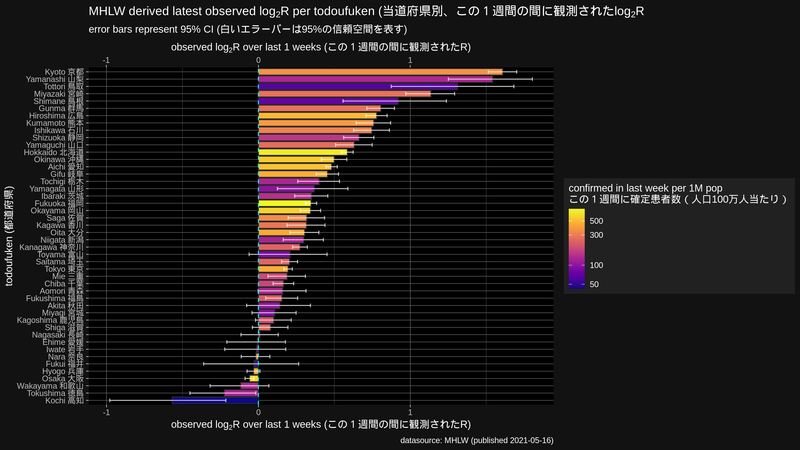 MHLW derived latest observed log₂R per todoufuken (当道府県別、この１週間の間に観測されたlog₂R
error bars represent 95% CI (白いエラーバーは95%の信頼空間を表す)
observed log₂R over last 1 weeks (この１週間の間に観測されたR)
-1 0 1
todoufuken (都道府県)
Kyoto 京都
Yamanashi 山梨
Tottori 鳥取
Miyazaki 宮崎
Shimane 島根
Gunma 群馬
Hiroshima 広島
Kumamoto 熊本
Ishikawa 石川
Shizuoka 静岡
Yamaguchi 山口
Hokkaido 北海道
Okinawa 沖縄
Aichi 愛知
Gifu 岐阜
Tochigi 栃木
Yamagata 山形
Ibaraki 茨城
Fukuoka 福岡
Okayama 岡山
Saga 佐賀
Kagawa 香川
Oita 大分
Niigata 新潟
Kanagawa 神奈川
Toyama 富山
Saitama 埼玉
Tokyo 東京
Mie 三重
Chiba 千葉
Aomori 青森
Fukushima 福島
Akita 秋田
Miyagi 宮城
Kagoshima 鹿児島
Shiga 滋賀
Nagasaki 長崎
Ehime 愛媛
Iwate 岩手
Nara 奈良
Fukui 福井
Hyogo 兵庫
Osaka 大阪
Wakayama 和歌山
Tokushima 徳島
Kochi 高知
-1 0 1
observed log₂R over last 1 weeks (この１週間の間に観測されたR)
datasource: MHLW (published 2021-05-16)
confirmed in last week per 1M pop
この１週間に確定患者数 ( 人口100万人当たり )
500
300
100
50